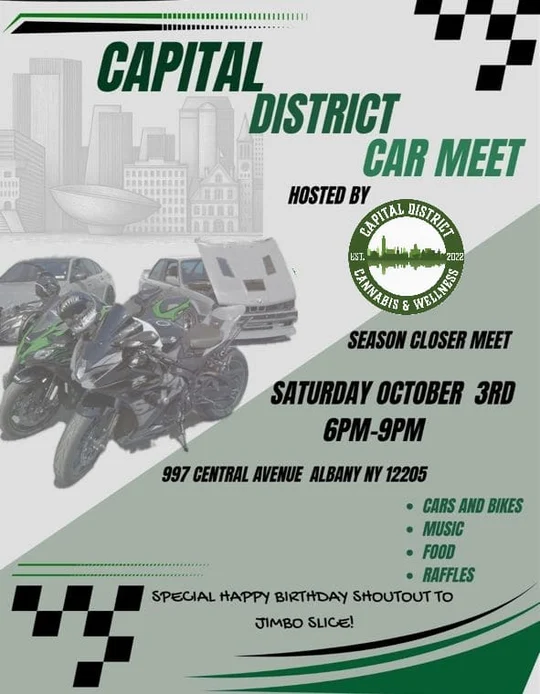 CAPITAL
DISTRICT
CAR MEET
HOSTED BY
CAPITAL DISTRICT
EST. 2022
CANNABIS & WELLNESS
SEASON CLOSER MEET
SATURDAY OCTOBER 3RD
6PM-9PM
997 CENTRAL AVENUE ALBANY NY 12205
• CARS AND BIKES
• MUSIC
• FOOD
• RAFFLES
SPECIAL HAPPY BIRTHDAY SHOUTOUT TO
JIMBO SLICE!